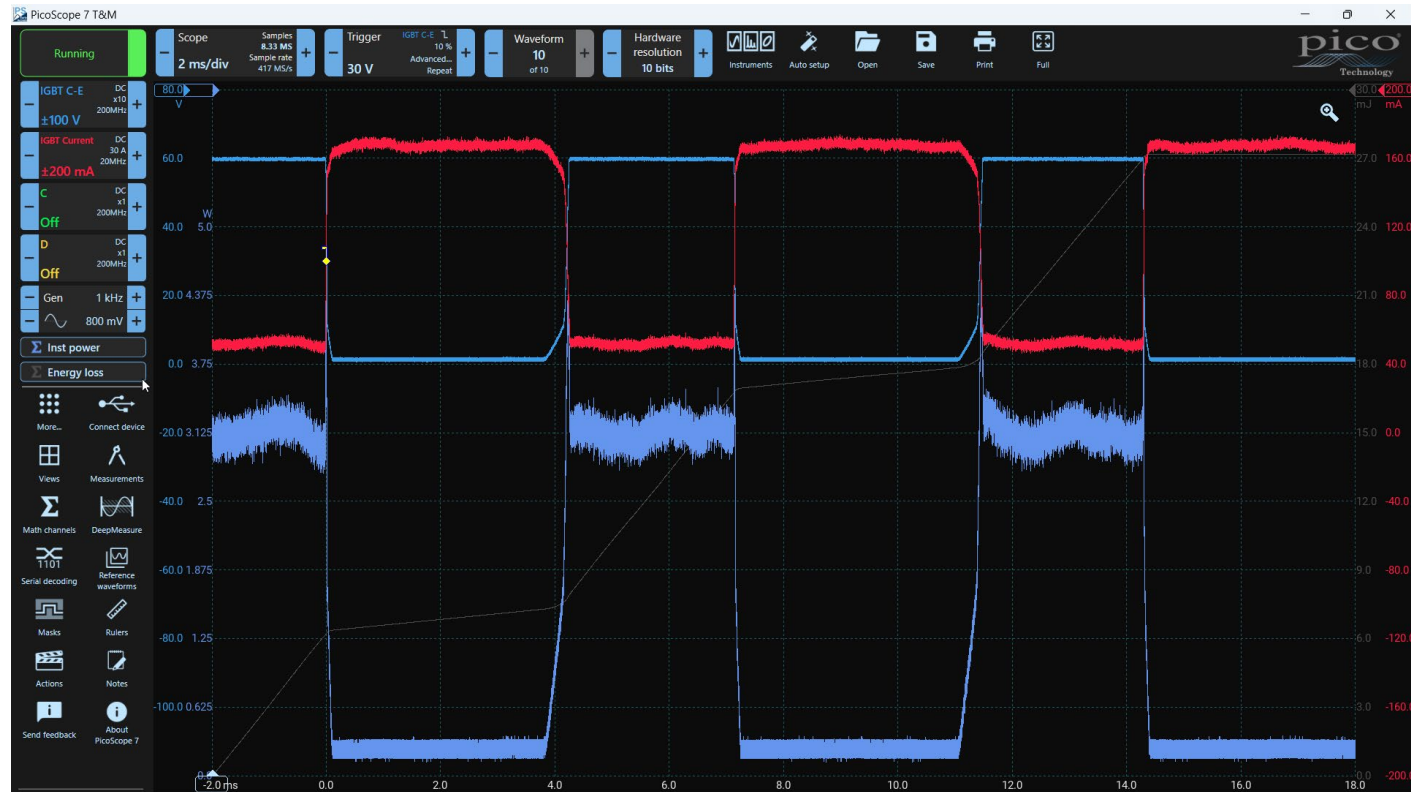 PicoScope 7 T&M
Running
Scope
2 ms/div
Samples
8.33 MS
Sample rate
417 MS/s
Trigger
30 V
IGBT C-E
10 %
Advanced...
Repeat
Waveform
10
of 10
Hardware
resolution
10 bits
Instruments
Auto setup
Open
Save
Print
Full
pico
Technology
IGBT C-E
DC
x10
200MHz
±100 V
IGBT Current
DC
30 A
20MHz
±200 mA
C
DC
x1
200MHz
Off
D
DC
x1
200MHz
Off
Gen
1 kHz
800 mV
Σ Inst power
Σ Energy loss
More...
Connect device
Views
Measurements
Math channels
DeepMeasure
1101
Serial decoding
Reference
waveforms
Masks
Rulers
Actions
Notes
Send feedback
About
PicoScope 7
80.0
V
60.0
W
40.0 5.0
20.0 4.375
0.0 3.75
-20.0 3.125
-40.0 2.5
-60.0 1.875
-80.0 1.25
-100.0 0.625
0.0
30.0 200.0
mJ mA
27.0 160.0
24.0 120.0
21.0 80.0
18.0 40.0
15.0 0.0
12.0 -40.0
9.0 -80.0
6.0 -120.0
3.0 -160.0
0.0 -200.0
-2.0 ms 0.0 2.0 4.0 6.0 8.0 10.0 12.0 14.0 16.0 18.0